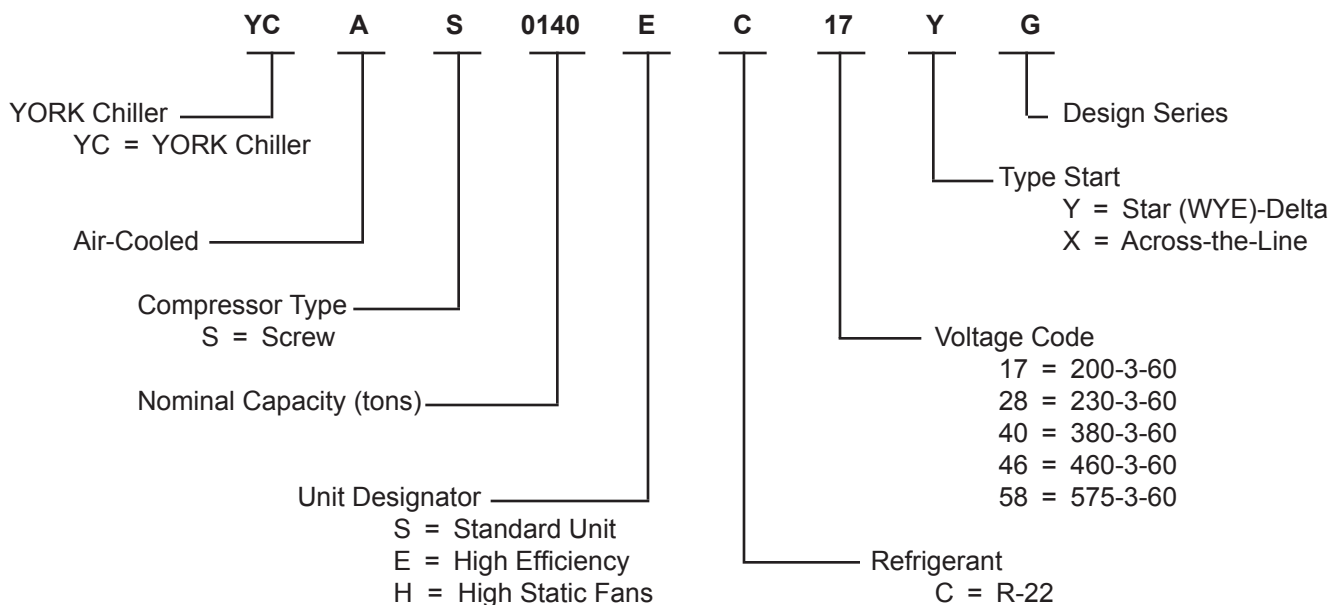 YC A S 0140 E C 17 Y G
YORK Chiller
YC = YORK Chiller
Design Series
Type Start
Y = Star (WYE)-Delta
X = Across-the-Line
Air-Cooled
Compressor Type
S = Screw
Voltage Code
17 = 200-3-60
28 = 230-3-60
40 = 380-3-60
46 = 460-3-60
58 = 575-3-60
Nominal Capacity (tons)
Unit Designator
S = Standard Unit
E = High Efficiency
H = High Static Fans
Refrigerant
C = R-22